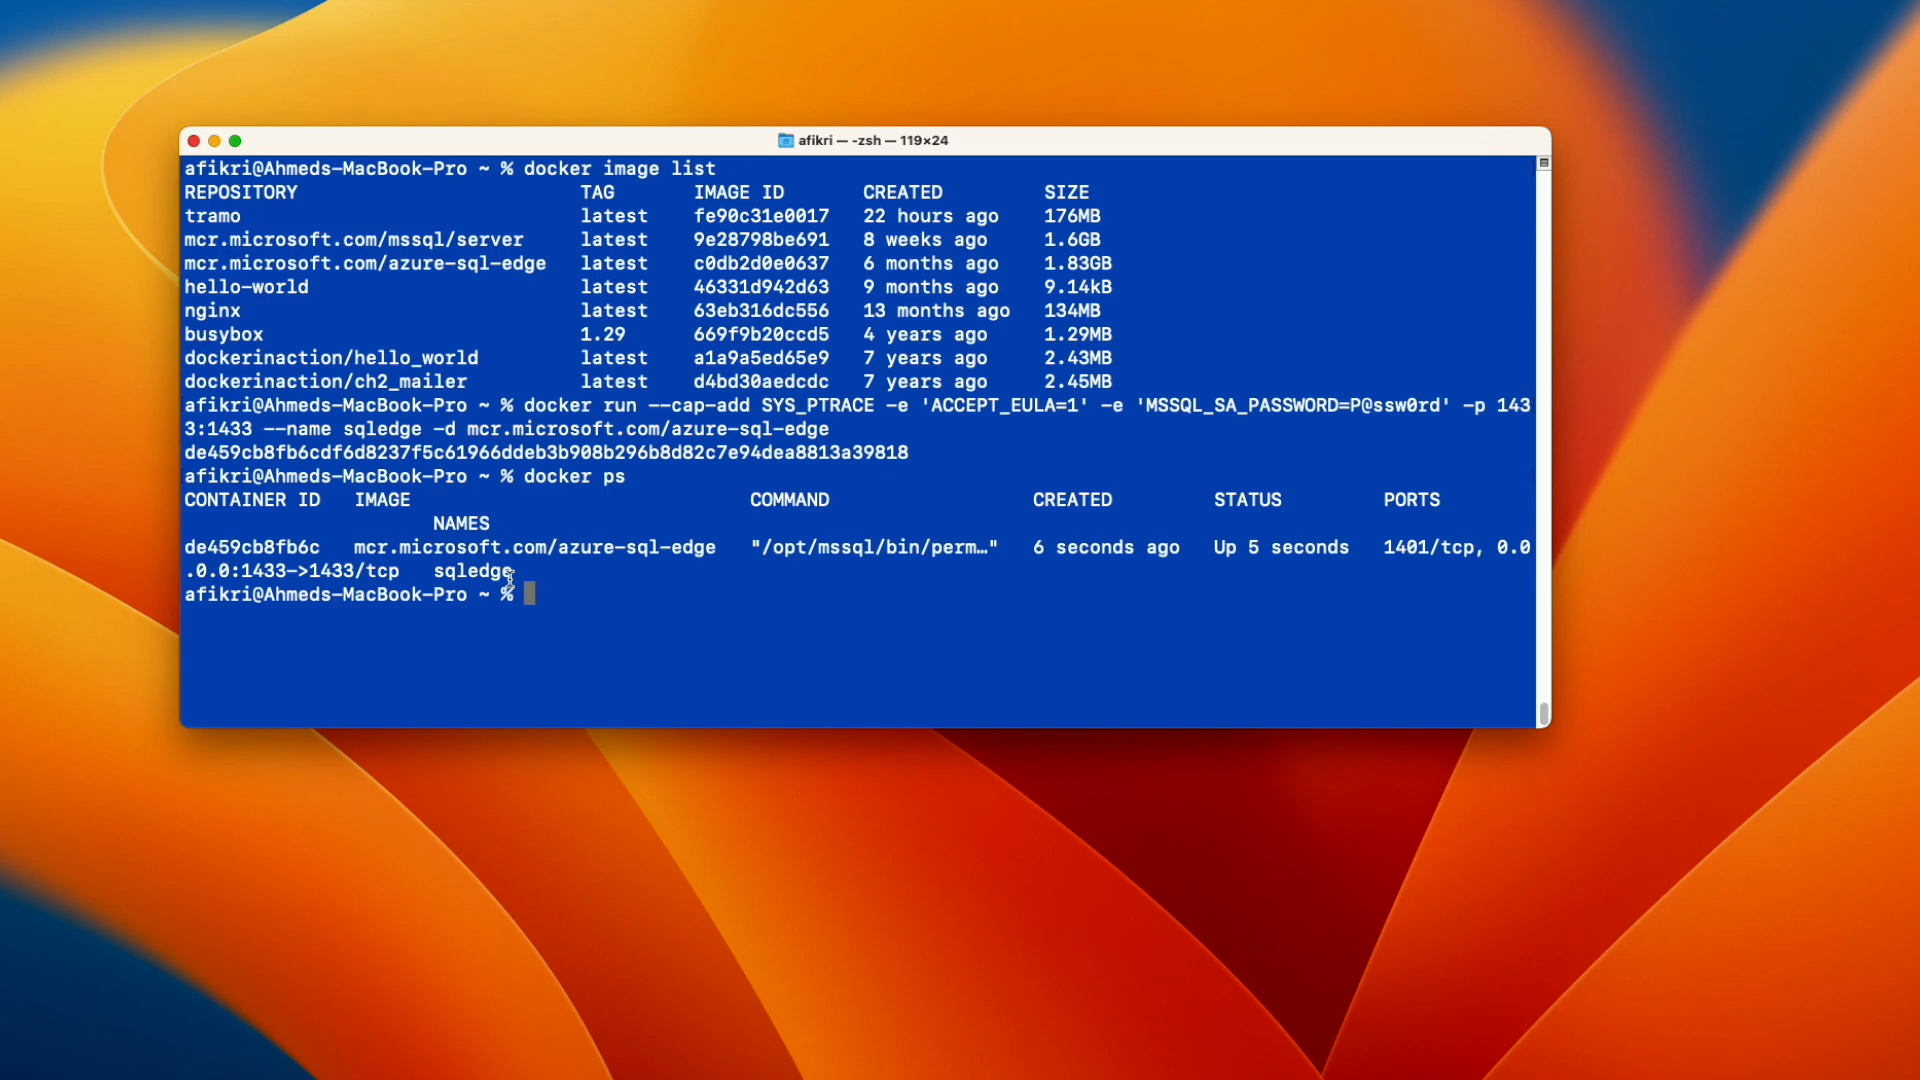 afikri — -zsh — 119×24
afikri@Ahmeds-MacBook-Pro ~ % docker image list
REPOSITORY TAG IMAGE ID CREATED SIZE
tramo latest fe90c31e0017 22 hours ago 176MB
mcr.microsoft.com/mssql/server latest 9e28798be691 8 weeks ago 1.6GB
mcr.microsoft.com/azure-sql-edge latest c0db2d0e0637 6 months ago 1.83GB
hello-world latest 46331d942d63 9 months ago 9.14kB
nginx latest 63eb316dc556 13 months ago 134MB
busybox 1.29 669f9b20ccd5 4 years ago 1.29MB
dockerinaction/hello_world latest a1a9a5ed65e9 7 years ago 2.43MB
dockerinaction/ch2_mailer latest d4bd30aedcdc 7 years ago 2.45MB
afikri@Ahmeds-MacBook-Pro ~ % docker run --cap-add SYS_PTRACE -e 'ACCEPT_EULA=1' -e 'MSSQL_SA_PASSWORD=P@ssw0rd' -p 143
3:1433 --name sqledge -d mcr.microsoft.com/azure-sql-edge
de459cb8fb6cdf6d8237f5c61966ddeb3b908b296b8d82c7e94dea8813a39818
afikri@Ahmeds-MacBook-Pro ~ % docker ps
CONTAINER ID IMAGE COMMAND CREATED STATUS PORTS
NAMES
de459cb8fb6c mcr.microsoft.com/azure-sql-edge "/opt/mssql/bin/perm…" 6 seconds ago Up 5 seconds 1401/tcp, 0.0
.0.0:1433->1433/tcp sqledge
afikri@Ahmeds-MacBook-Pro ~ %